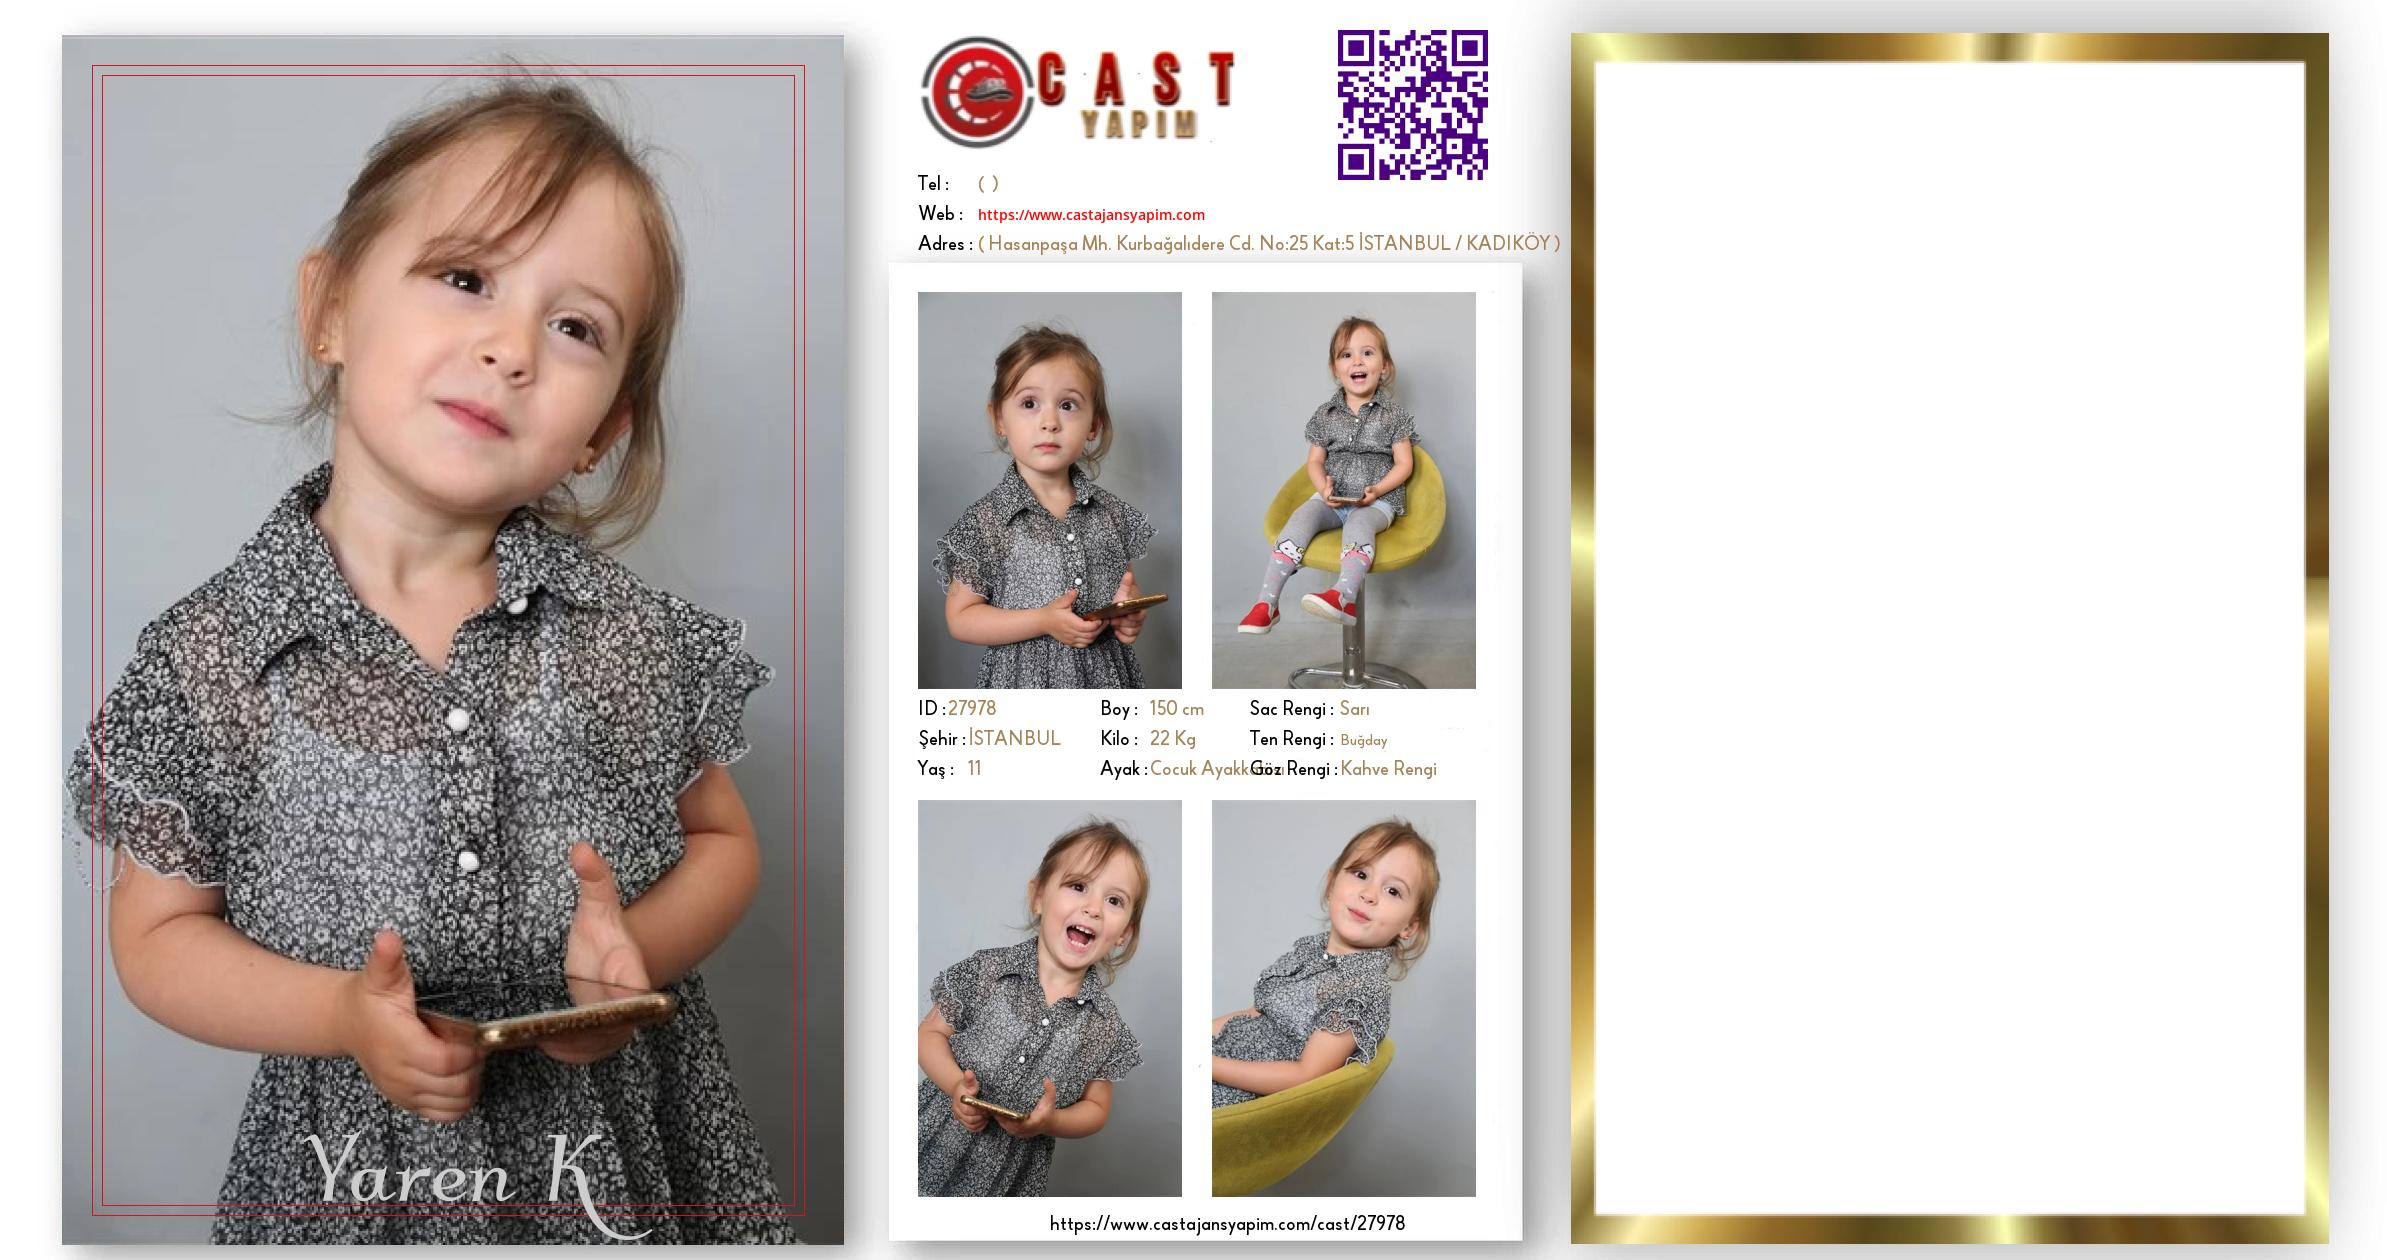 Yaren K
CAST
YAPIM
Tel : ( )
Web : https://www.castajansyapim.com
Adres : ( Hasanpaşa Mh. Kurbağalıdere Cd. No:25 Kat:5 İSTANBUL / KADIKÖY )
ID : 27978 Boy : 150 cm Sac Rengi : Sarı
Şehir : İSTANBUL Kilo : 22 Kg Ten Rengi : Buğday
Yaş : 11 Ayak : Cocuk Göz Rengi : Kahve Rengi
https://www.castajansyapim.com/cast/27978